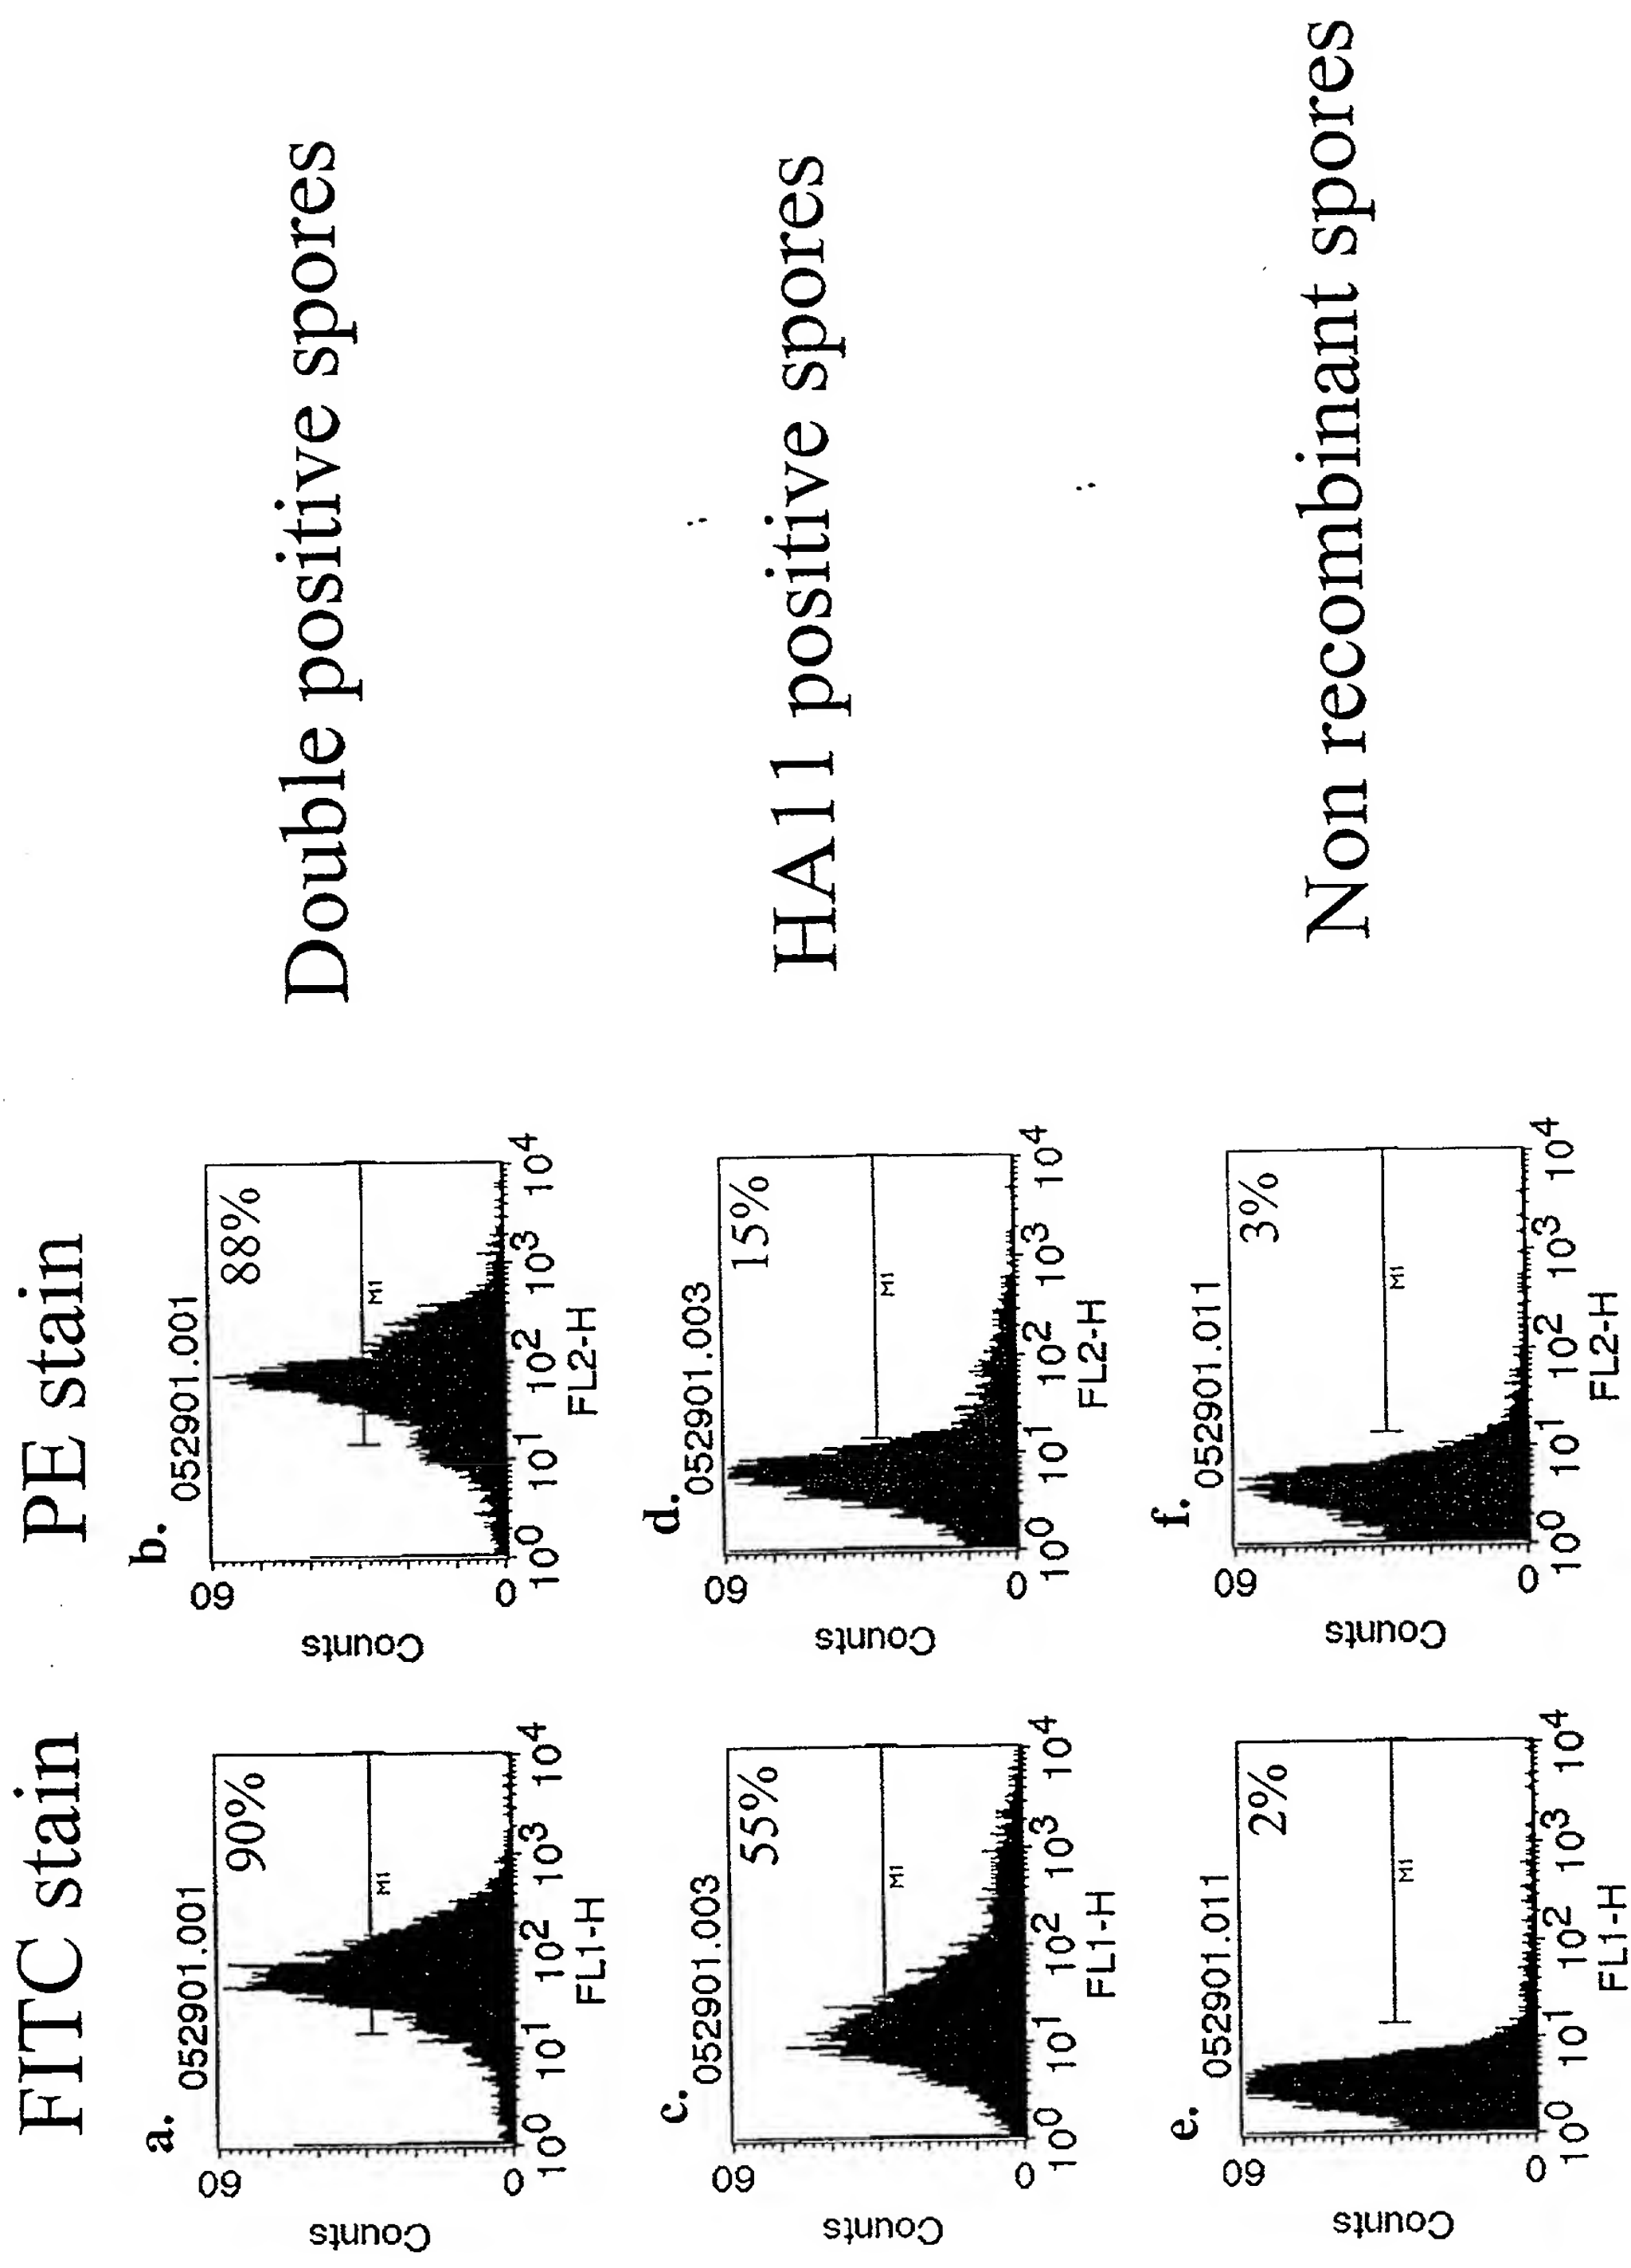 FITC stain
PE stain
a.
052901.001
90%
M1
60
0
Counts
10^0 10^1 10^2 10^3 10^4
FL1-H
b.
052901.001
88%
M1
60
0
Counts
10^0 10^1 10^2 10^3 10^4
FL2-H
Double positive spores
c.
052901.003
55%
M1
60
0
Counts
10^0 10^1 10^2 10^3 10^4
FL1-H
d.
052901.003
15%
M1
60
0
Counts
10^0 10^1 10^2 10^3 10^4
FL2-H
HA11 positive spores
e.
052901.011
2%
M1
60
0
Counts
10^0 10^1 10^2 10^3 10^4
FL1-H
f.
052901.011
3%
M1
60
0
Counts
10^0 10^1 10^2 10^3 10^4
FL2-H
Non recombinant spores